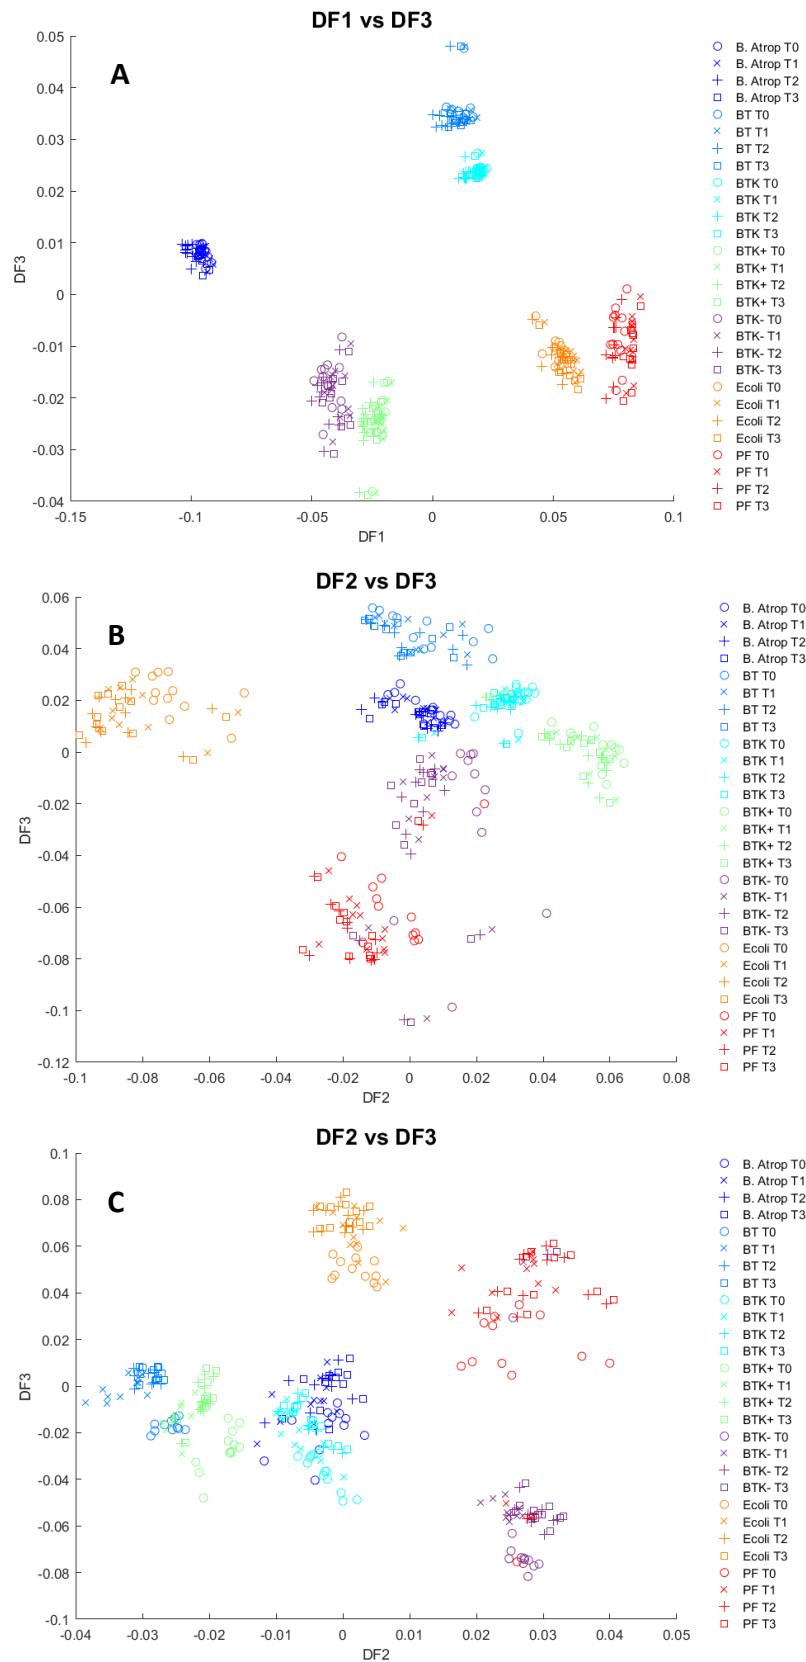 DF1 vs DF3
A
0.05
0.04
0.03
0.02
0.01
0
-0.01
-0.02
-0.03
-0.04
DF3
-0.15
-0.1
-0.05
0
0.05
0.1
DF1
B. Atrop T0
B. Atrop T1
B. Atrop T2
B. Atrop T3
BT T0
BT T1
BT T2
BT T3
BTK T0
BTK T1
BTK T2
BTK T3
BTK+ T0
BTK+ T1
BTK+ T2
BTK+ T3
BTK- T0
BTK- T1
BTK- T2
BTK- T3
Ecoli T0
Ecoli T1
Ecoli T2
Ecoli T3
PF T0
PF T1
PF T2
PF T3
DF2 vs DF3
B
0.06
0.04
0.02
0
-0.02
-0.04
-0.06
-0.08
-0.1
-0.12
DF3
-0.1
-0.08
-0.06
-0.04
-0.02
0
0.02
0.04
0.06
0.08
DF2
B. Atrop T0
B. Atrop T1
B. Atrop T2
B. Atrop T3
BT T0
BT T1
BT T2
BT T3
BTK T0
BTK T1
BTK T2
BTK T3
BTK+ T0
BTK+ T1
BTK+ T2
BTK+ T3
BTK- T0
BTK- T1
BTK- T2
BTK- T3
Ecoli T0
Ecoli T1
Ecoli T2
Ecoli T3
PF T0
PF T1
PF T2
PF T3
DF2 vs DF3
C
0.1
0.08
0.06
0.04
0.02
0
-0.02
-0.04
-0.06
-0.08
-0.1
DF3
-0.04
-0.03
-0.02
-0.01
0
0.01
0.02
0.03
0.04
0.05
DF2
B. Atrop T0
B. Atrop T1
B. Atrop T2
B. Atrop T3
BT T0
BT T1
BT T2
BT T3
BTK T0
BTK T1
BTK T2
BTK T3
BTK+ T0
BTK+ T1
BTK+ T2
BTK+ T3
BTK- T0
BTK- T1
BTK- T2
BTK- T3
Ecoli T0
Ecoli T1
Ecoli T2
Ecoli T3
PF T0
PF T1
PF T2
PF T3